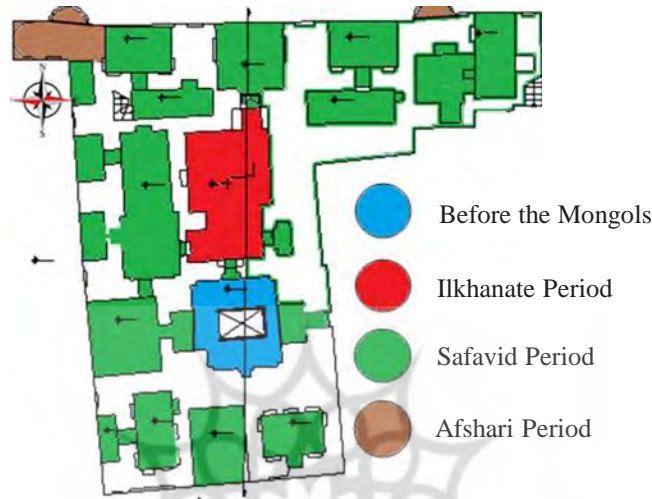 Before the Mongols
Ilkhanate Period
Safavid Period
Afshari Period